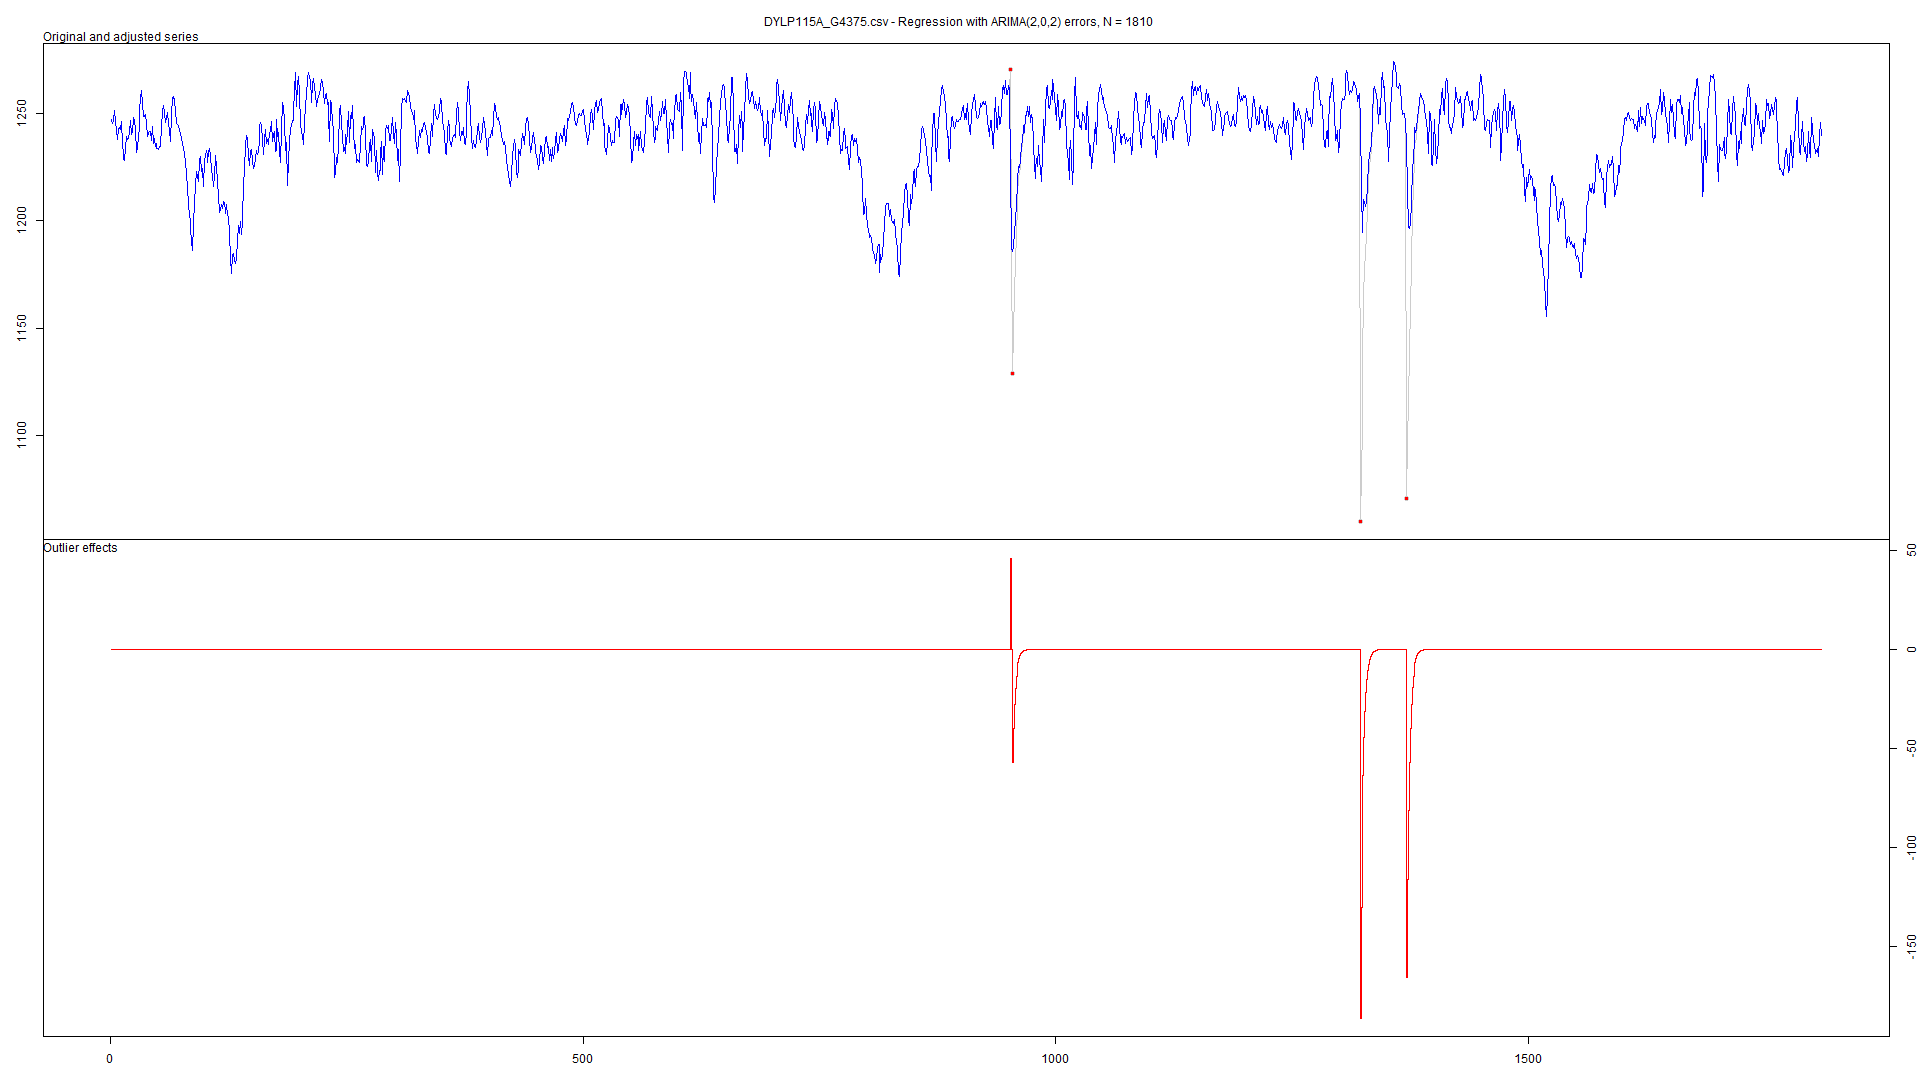 DYLP115A_G4375.csv - Regression with ARIMA(2,0,2) errors, N = 1810
Original and adjusted series
1250
1200
1150
1100
Outlier effects
50
0
-50
-100
-150
0 500 1000 1500